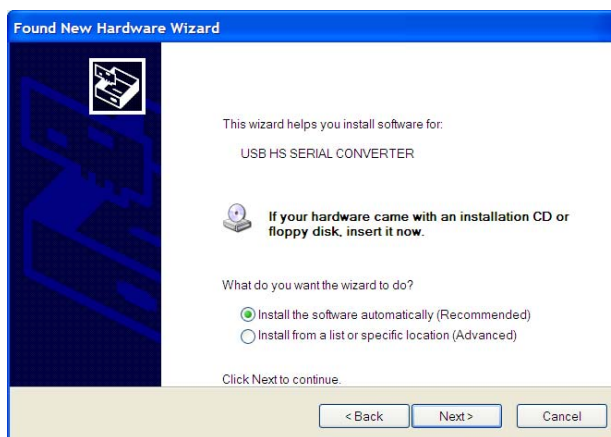 Found New Hardware Wizard
This wizard helps you install software for:
USB HS SERIAL CONVERTER
If your hardware came with an installation CD or
floppy disk, insert it now.
What do you want the wizard to do?
Install the software automatically (Recommended)
Install from a list or specific location (Advanced)
Click Next to continue.
< Back
Next >
Cancel